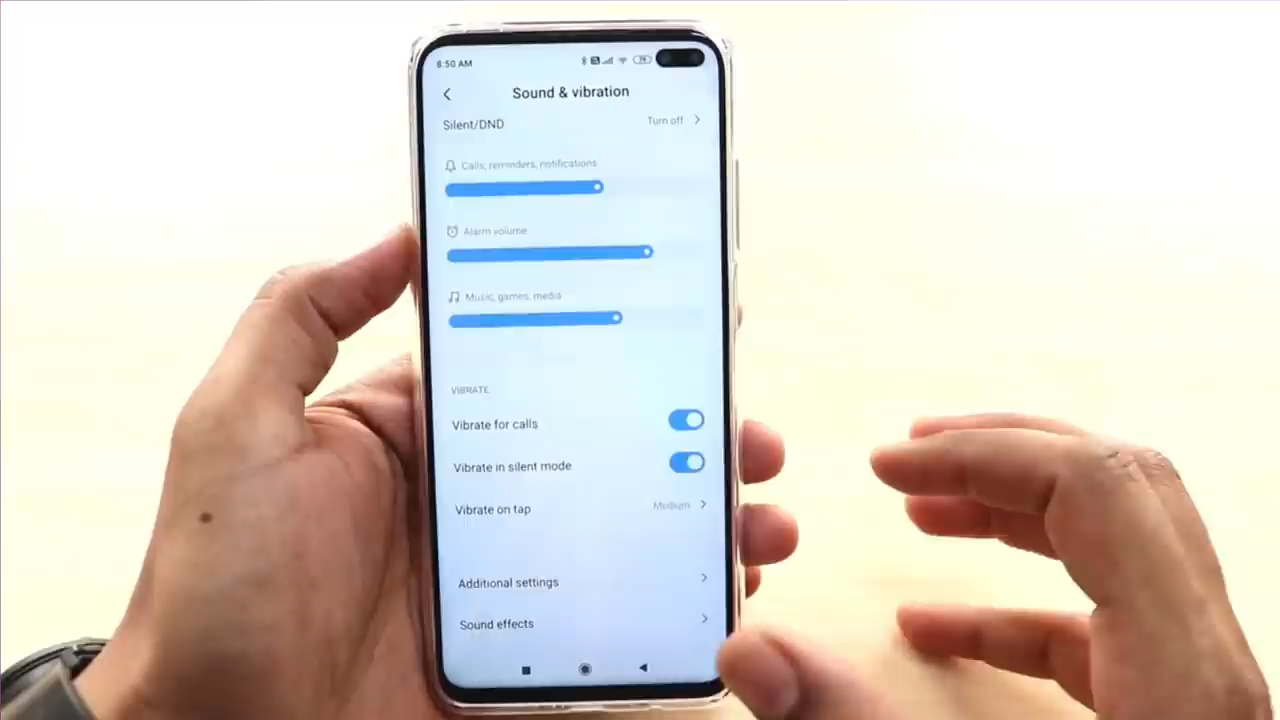 8:50 AM
79
Sound & vibration
Silent/DND Turn off
Calls, reminders, notifications
Alarm volume
Music, games, media
VIBRATE
Vibrate for calls
Vibrate in silent mode
Vibrate on tap Medium
Additional settings
Sound effects